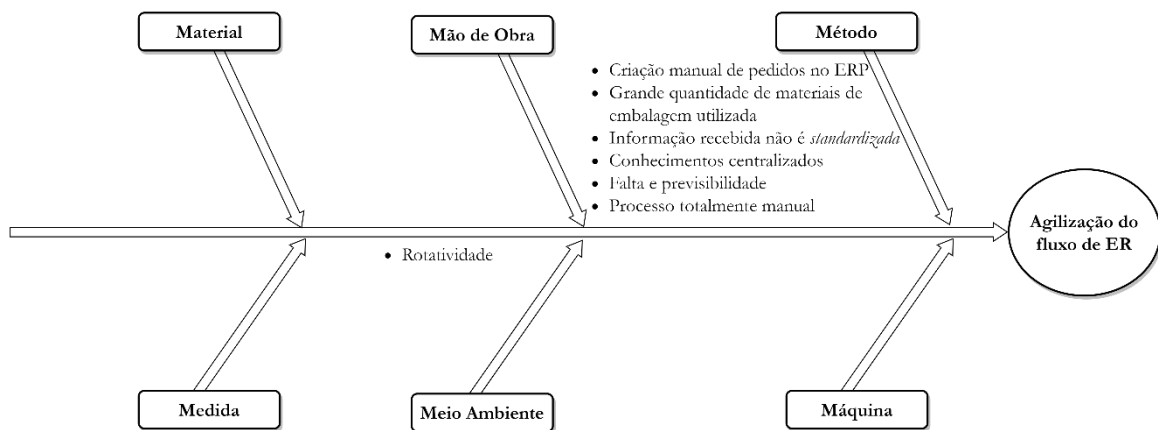 Material
Mão de Obra
Método
• Criação manual de pedidos no ERP
• Grande quantidade de materiais de
embalagem utilizada
• Informação recebida não é standardizada
• Conhecimentos centralizados
• Falta e previsibilidade
• Processo totalmente manual
Agilização do
fluxo de ER
• Rotatividade
Medida
Meio Ambiente
Máquina